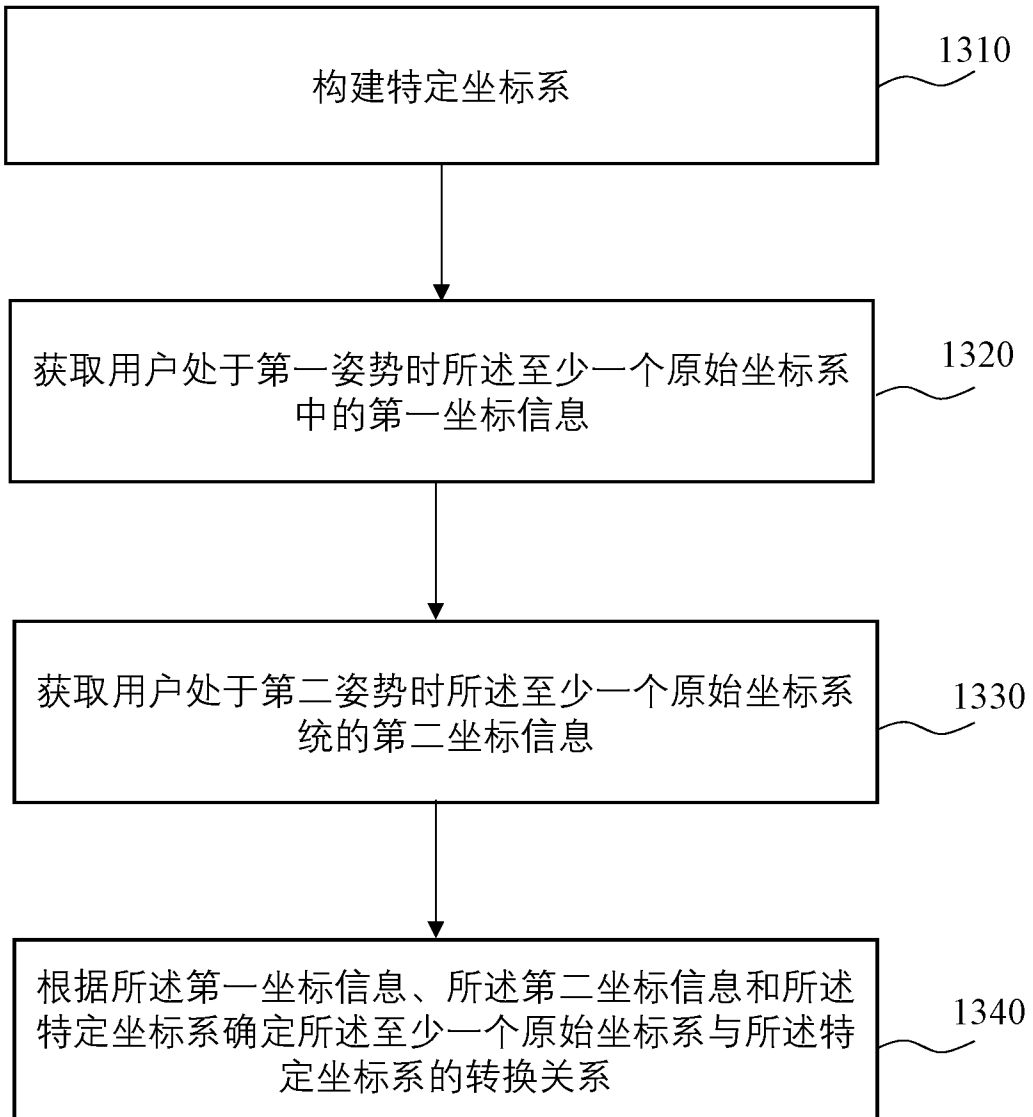 构建特定坐标系
1310
获取用户处于第一姿势时所述至少一个原始坐标系
中的第一坐标信息
1320
获取用户处于第二姿势时所述至少一个原始坐标系
统的第二坐标信息
1330
根据所述第一坐标信息、所述第二坐标信息和所述
特定坐标系确定所述至少一个原始坐标系与所述特
定坐标系的转换关系
1340